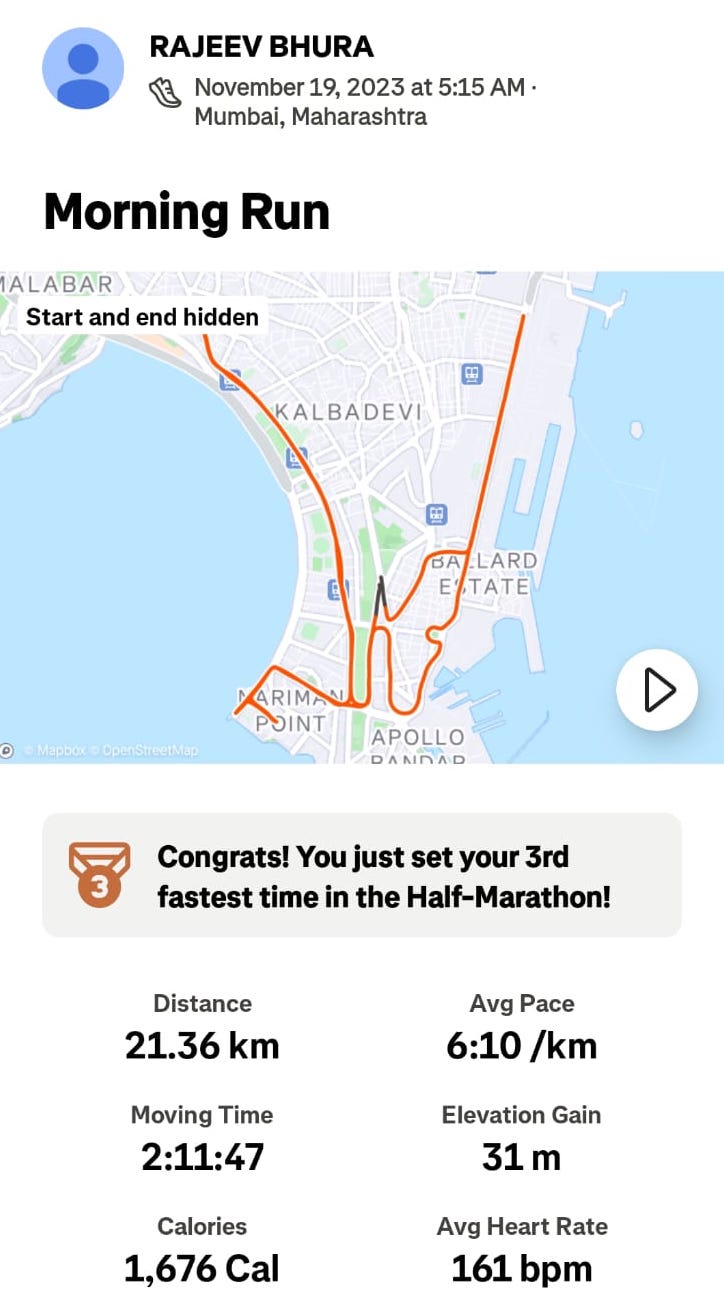 RAJEEV BHURA
November 19, 2023 at 5:15 AM ·
Mumbai, Maharashtra
Morning Run
MALABAR
Start and end hidden
KALBADEVI
BALLARD
ESTATE
NARIMAN
POINT
APOLLO
BANDAR
© Mapbox © OpenStreetMap
3
Congrats! You just set your 3rd
fastest time in the Half-Marathon!
Distance
Avg Pace
21.36 km
6:10 /km
Moving Time
Elevation Gain
2:11:47
31 m
Calories
Avg Heart Rate
1,676 Cal
161 bpm